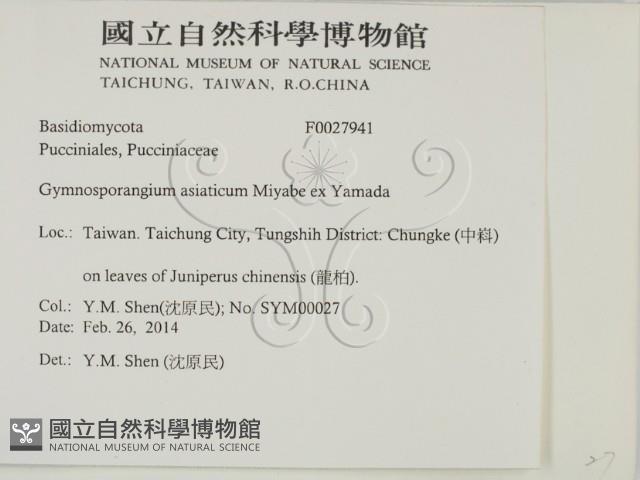 國立自然科學博物館
NATIONAL MUSEUM OF NATURAL SCIENCE
TAICHUNG, TAIWAN, R.O.CHINA
Basidiomycota F0027941
Pucciniales, Pucciniaceae
Gymnosporangium asiaticum Miyabe ex Yamada
Loc.: Taiwan. Taichung City, Tungshih District: Chungke (中嵙)
on leaves of Juniperus chinensis (龍柏).
Col.: Y.M. Shen(沈原民); No. SYM00027
Date: Feb. 26, 2014
Det.: Y.M. Shen (沈原民)
國立自然科學博物館
NATIONAL MUSEUM OF NATURAL SCIENCE
27